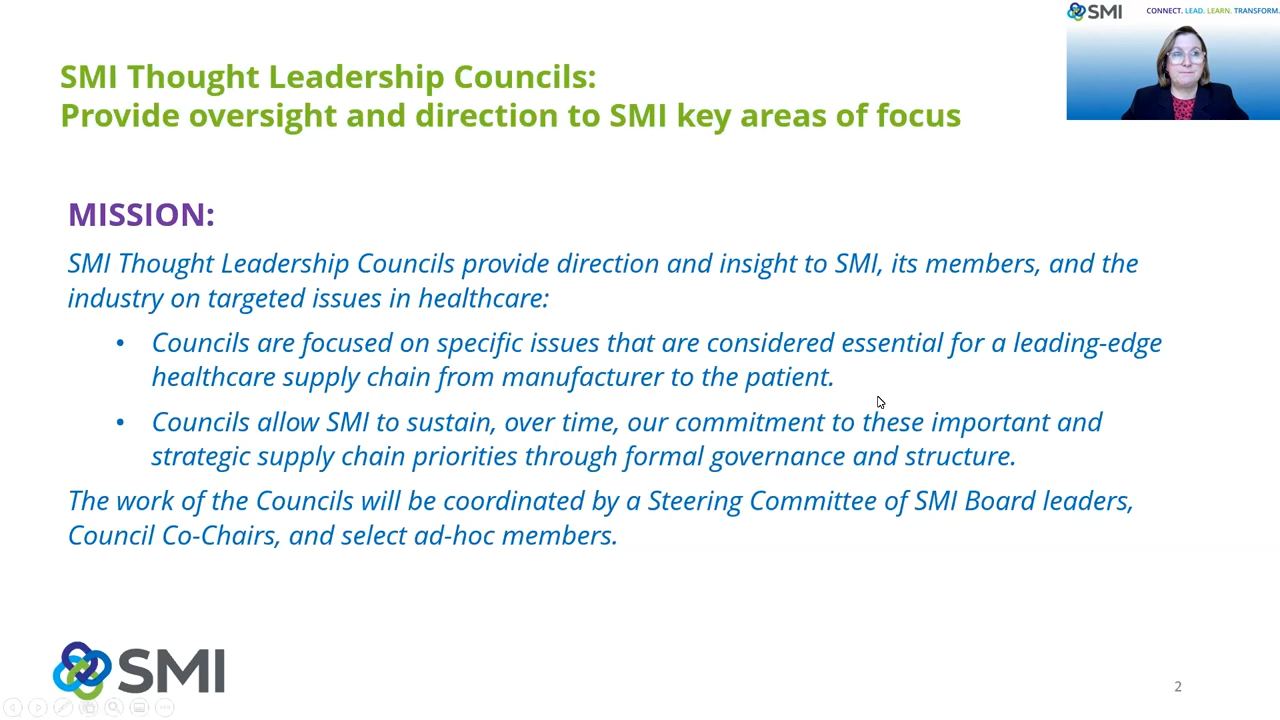 SMI
CONNECT. LEAD. LEARN. TRANSFORM.
SMI Thought Leadership Councils:
Provide oversight and direction to SMI key areas of focus
MISSION:
SMI Thought Leadership Councils provide direction and insight to SMI, its members, and the
industry on targeted issues in healthcare:
• Councils are focused on specific issues that are considered essential for a leading-edge
healthcare supply chain from manufacturer to the patient.
• Councils allow SMI to sustain, over time, our commitment to these important and
strategic supply chain priorities through formal governance and structure.
The work of the Councils will be coordinated by a Steering Committee of SMI Board leaders,
Council Co-Chairs, and select ad-hoc members.
SMI
2